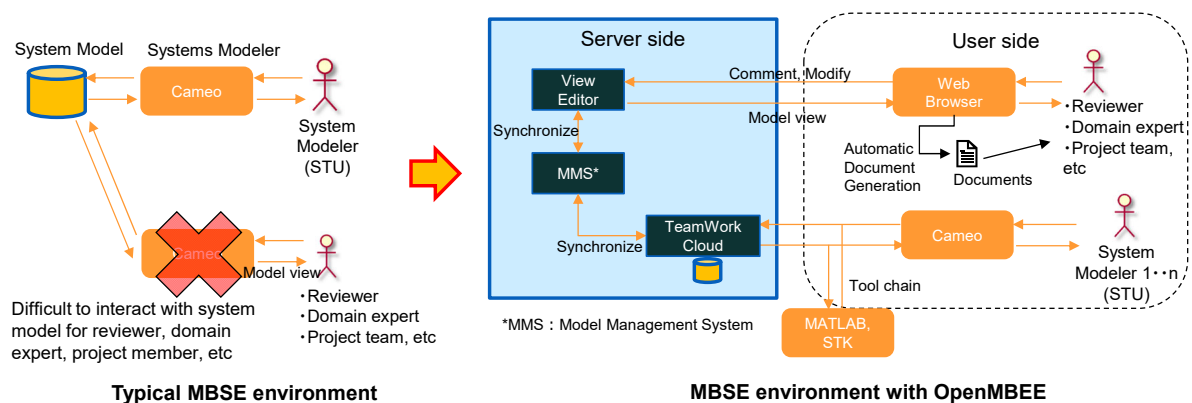 System Model
Systems Modeler
Cameo
System
Modeler
(STU)
Cameo
Model view
Difficult to interact with system
model for reviewer, domain
expert, project member, etc
・Reviewer
・Domain expert
・Project team, etc
Typical MBSE environment
Server side
View
Editor
Synchronize
MMS*
Synchronize
TeamWork
Cloud
*MMS：Model Management System
User side
Comment, Modify
Model view
Web
Browser
・Reviewer
・Domain expert
・Project team,
etc
Automatic
Document
Generation
Documents
Cameo
System
Modeler 1・・n
(STU)
Tool chain
MATLAB,
STK
MBSE environment with OpenMBEE